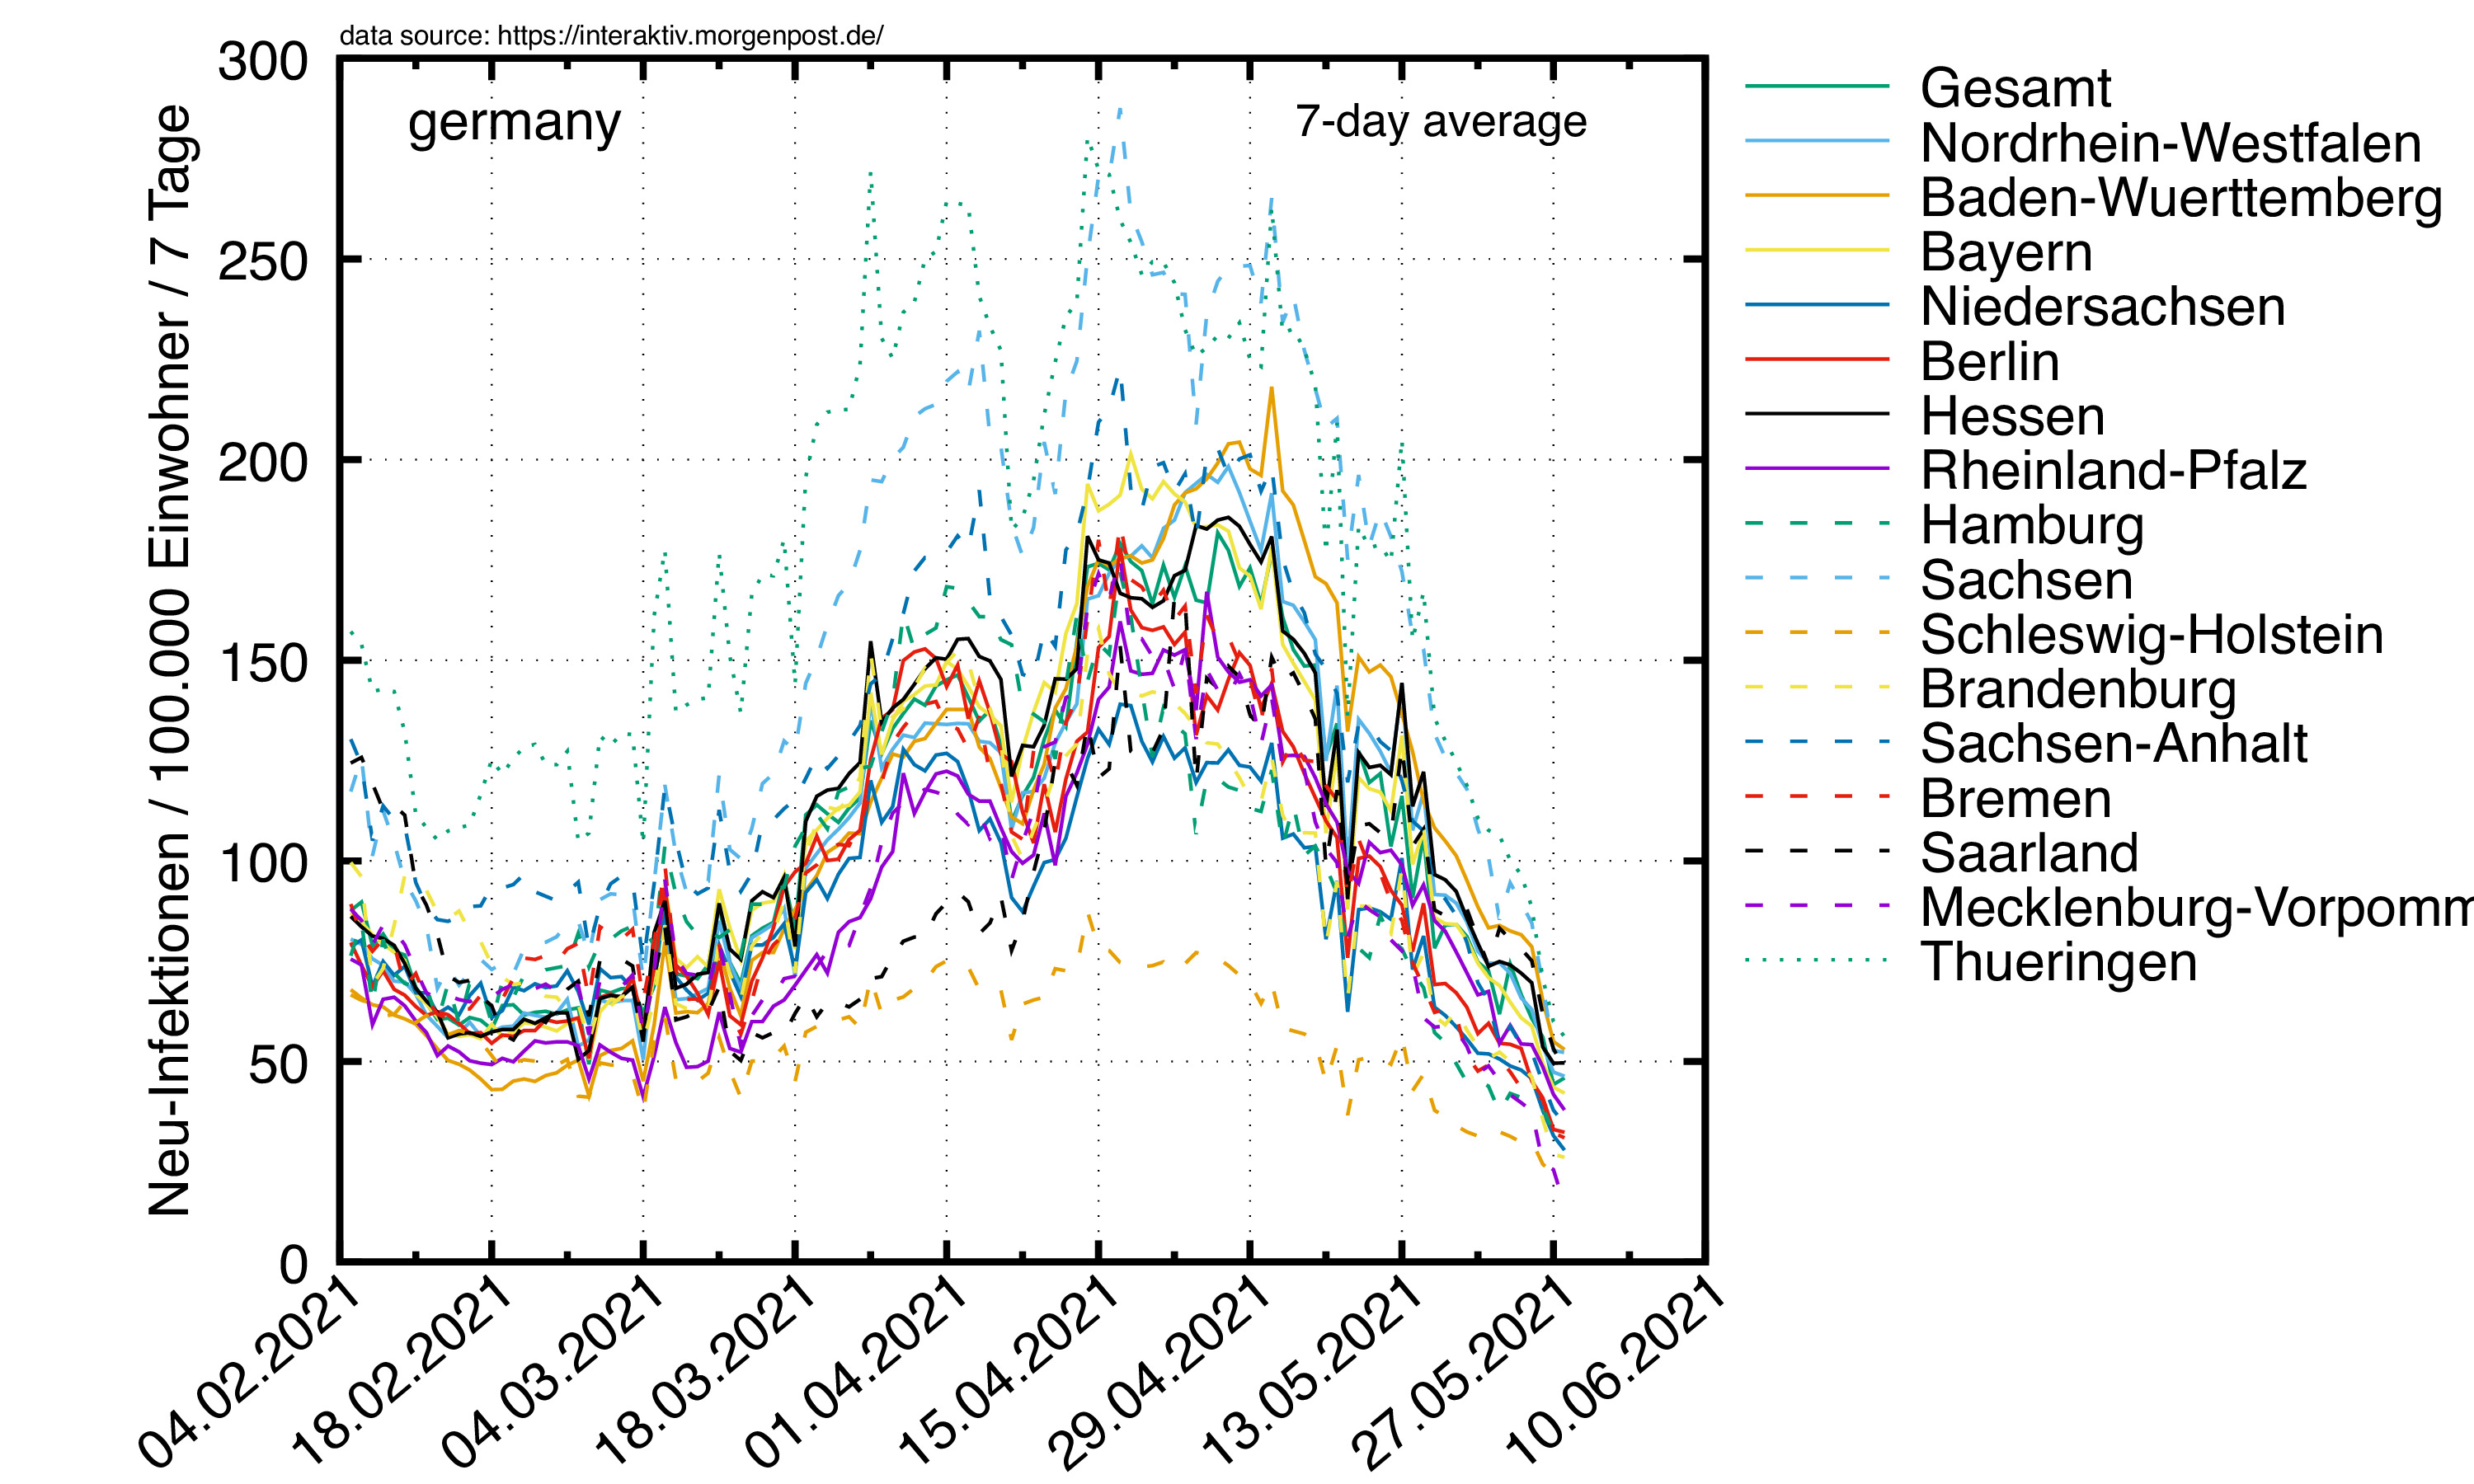 data source: https://interaktiv.morgenpost.de/
germany
7-day average
Neu-Infektionen / 100.000 Einwohner / 7 Tage
300
250
200
150
100
50
0
04.02.2021
18.02.2021
04.03.2021
18.03.2021
01.04.2021
15.04.2021
29.04.2021
13.05.2021
27.05.2021
10.06.2021
Gesamt
Nordrhein-Westfalen
Baden-Wuerttemberg
Bayern
Niedersachsen
Berlin
Hessen
Rheinland-Pfalz
Hamburg
Sachsen
Schleswig-Holstein
Brandenburg
Sachsen-Anhalt
Bremen
Saarland
Mecklenburg-Vorpomm
Thueringen